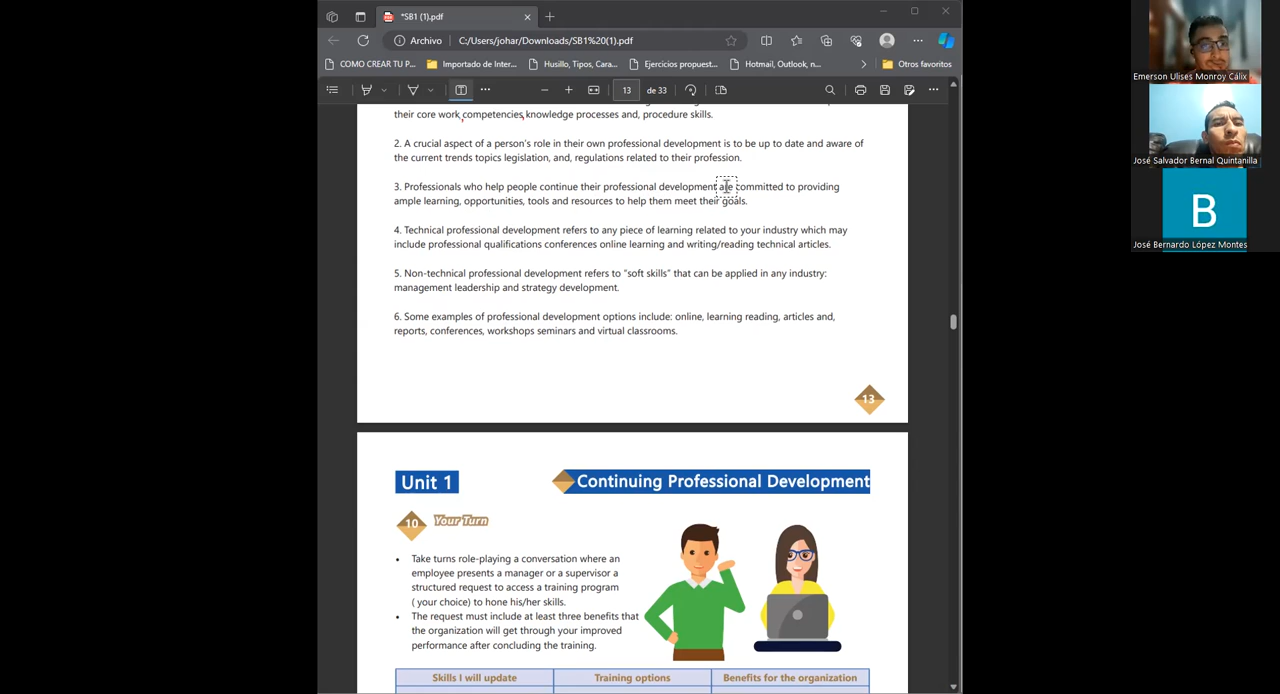 *SB1 (1).pdf
Archivo C:/Users/johar/Downloads/SB1%20(1).pdf
COMO CREAR TU P... Importado de Inter... Husillo, Tipos, Cara... Ejercicios propuest... Hotmail, Outlook, n... Otros favoritos
13 de 33
their core work, competencies, knowledge processes and, procedure skills.
2. A crucial aspect of a person's role in their own professional development is to be up to date and aware of
the current trends topics legislation, and, regulations related to their profession.
3. Professionals who help people continue their professional development are committed to providing
ample learning, opportunities, tools and resources to help them meet their goals.
4. Technical professional development refers to any piece of learning related to your industry which may
include professional qualifications conferences online learning and writing/reading technical articles.
5. Non-technical professional development refers to "soft skills" that can be applied in any industry:
management leadership and strategy development.
6. Some examples of professional development options include: online, learning reading, articles and,
reports, conferences, workshops seminars and virtual classrooms.
13
Unit 1 Continuing Professional Development
10 Your Turn
• Take turns role-playing a conversation where an
employee presents a manager or a supervisor a
structured request to access a training program
( your choice) to hone his/her skills.
• The request must include at least three benefits that
the organization will get through your improved
performance after concluding the training.
Skills I will update Training options Benefits for the organization
Emerson Ulises Monroy Cálix
José Salvador Bernal Quintanilla
B
José Bernardo López Montes